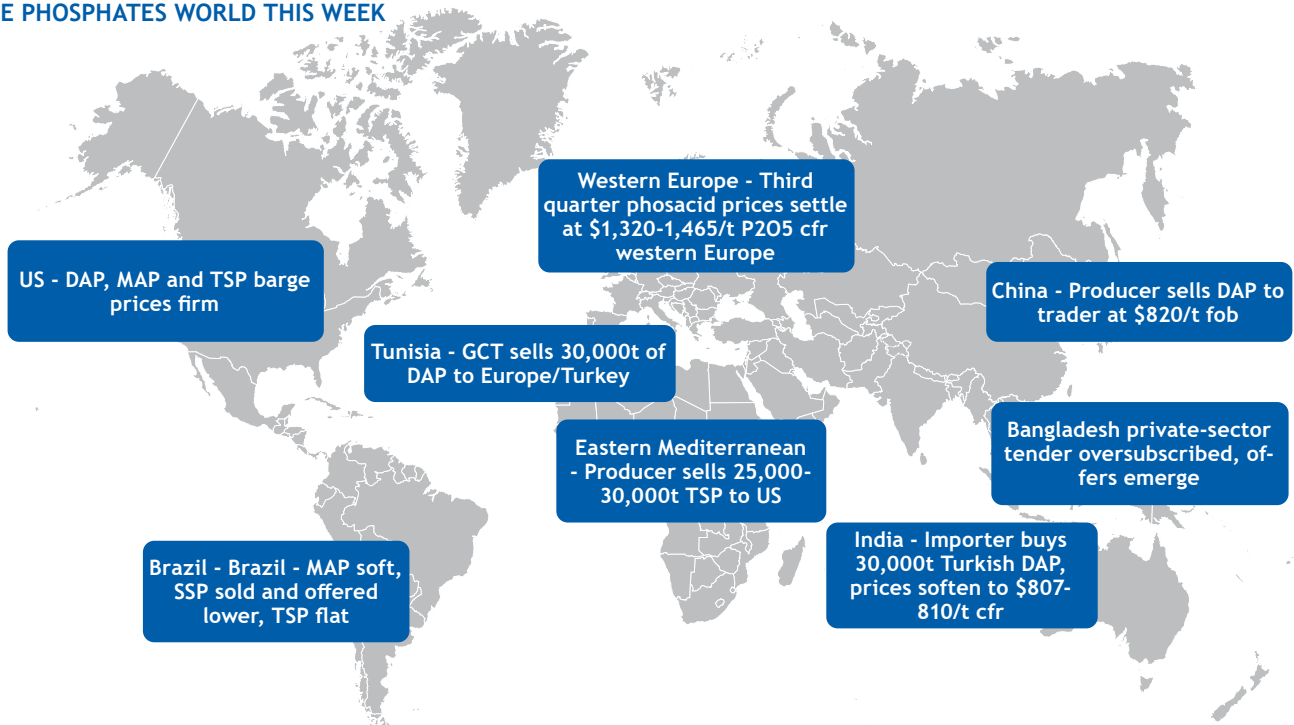 E PHOSPHATES WORLD THIS WEEK
Western Europe - Third
quarter phosacid prices settle
at $1,320-1,465/t P2O5 cfr
western Europe
US - DAP, MAP and TSP barge
prices firm
China - Producer sells DAP to
trader at $820/t fob
Tunisia - GCT sells 30,000t of
DAP to Europe/Turkey
Bangladesh private-sector
tender oversubscribed, of-
fers emerge
Eastern Mediterranean
- Producer sells 25,000-
30,000t TSP to US
India - Importer buys
30,000t Turkish DAP,
prices soften to $807-
810/t cfr
Brazil - Brazil - MAP soft,
SSP sold and offered
lower, TSP flat